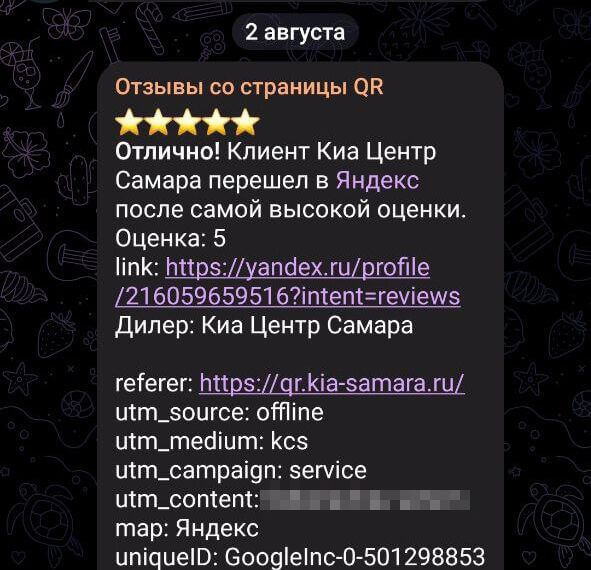 2 августа
Отзывы со страницы QR
Отлично! Клиент Киа Центр
Самара перешел в Яндекс
после самой высокой оценки.
Оценка: 5
link: https://yandex.ru/profile
/216059659516?intent=reviews
Дилер: Киа Центр Самара
referer: https://qr.kia-samara.ru/
utm_source: offline
utm_medium: kcs
utm_campaign: service
utm_content:
map: Яндекс
uniqueID: GoogleInc-0-501298853